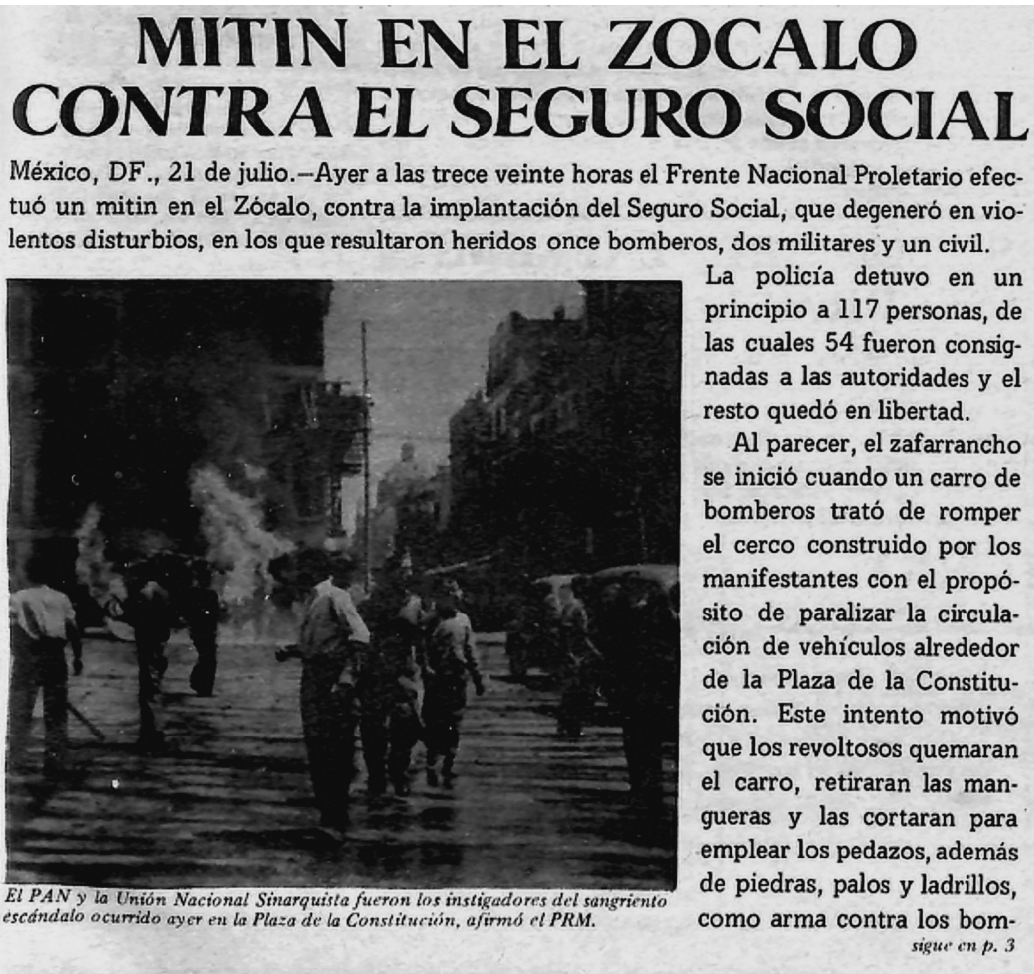 MITIN EN EL ZOCALO
CONTRA EL SEGURO SOCIAL
México, DF., 21 de julio.—Ayer a las trece veinte horas el Frente Nacional Proletario efec-
tuó un mitin en el Zócalo, contra la implantación del Seguro Social, que degeneró en vio-
lentos disturbios, en los que resultaron heridos once bomberos, dos militares y un civil.
La policía detuvo en un
principio a 117 personas, de
las cuales 54 fueron consig-
nadas a las autoridades y el
resto quedó en libertad.
Al parecer, el zafarrancho
se inició cuando un carro de
bomberos trató de romper
el cerco construido por los
manifestantes con el propó-
sito de paralizar la circula-
ción de vehículos alrededor
de la Plaza de la Constitu-
ción. Este intento motivó
que los revoltosos quemaran
el carro, retiraran las man-
gueras y las cortaran para
emplear los pedazos, además
de piedras, palos y ladrillos,
como arma contra los bom-
sigue en p. 3
El PAN y la Unión Nacional Sinarquista fueron los instigadores del sangriento
escándalo ocurrido ayer en la Plaza de la Constitución, afirmó el PRM.